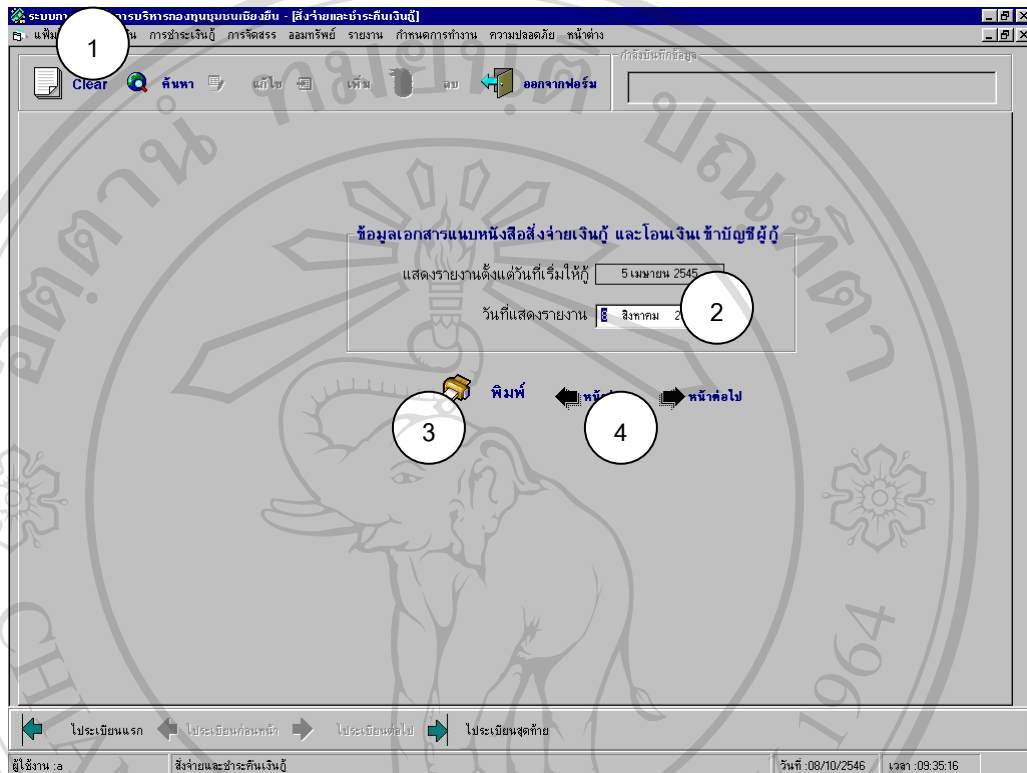 ระบบกา การบริหารกองทุนชุมชนเชียงยืน - [สั่งจ่ายและชำระคืนเงินกู้]
แฟ้ม น การชำระเงินกู้ การจัดสรร ออมทรัพย์ รายงาน กำหนดการทำงาน ความปลอดภัย หน้าต่าง
1
กำลังบันทึกข้อมูล
Clear ค้นหา แก้ไข เพิ่ม ลบ ออกจากฟอร์ม
ข้อมูลเอกสารแนบหนังสือสั่งจ่ายเงินกู้ และโอนเงินเข้าบัญชีผู้กู้
แสดงรายงานตั้งแต่วันที่เริ่มให้กู้ 5 เมษายน 2545
วันที่แสดงรายงาน 8 สิงหาคม 2
2
พิมพ์ หน้า หน้าต่อไป
3 4
1964
ไประเบียนแรก ไประเบียนก่อนหน้า ไประเบียนต่อไป ไประเบียนสุดท้าย
ผู้ใช้งาน :a สั่งจ่ายและชำระคืนเงินกู้ วันที่ :08/10/2546 เวลา :09:35:16